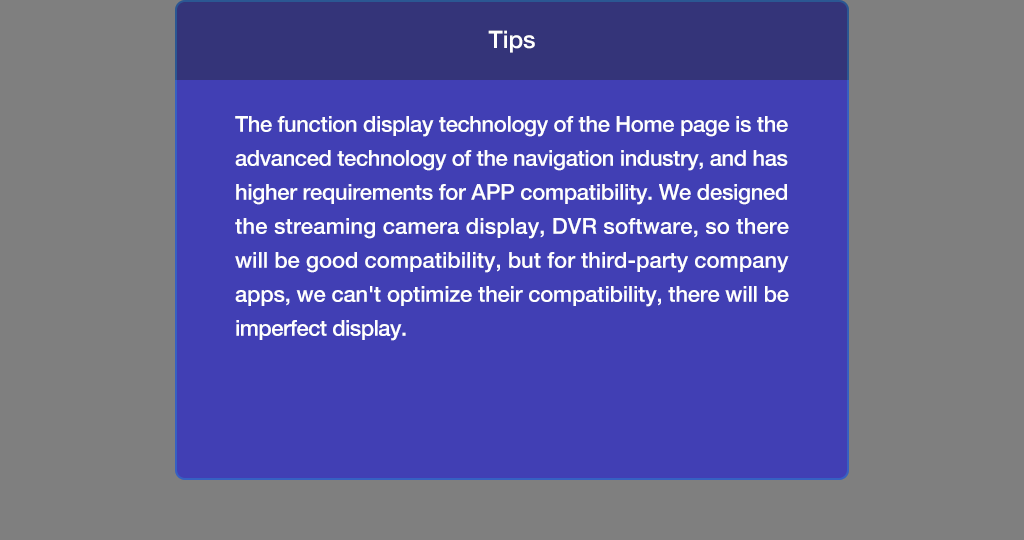 Tips
The function display technology of the Home page is the
advanced technology of the navigation industry, and has
higher requirements for APP compatibility. We designed
the streaming camera display, DVR software, so there
will be good compatibility, but for third-party company
apps, we can't optimize their compatibility, there will be
imperfect display.